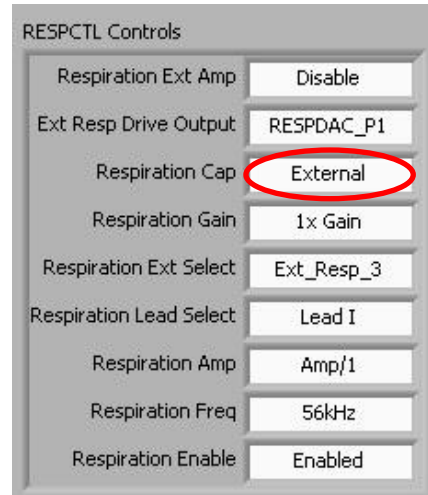 RESPCTL Controls
Respiration Ext Amp Disable
Ext Resp Drive Output RESPDAC_P1
Respiration Cap External
Respiration Gain 1x Gain
Respiration Ext Select Ext_Resp_3
Respiration Lead Select Lead I
Respiration Amp Amp/1
Respiration Freq 56kHz
Respiration Enable Enabled